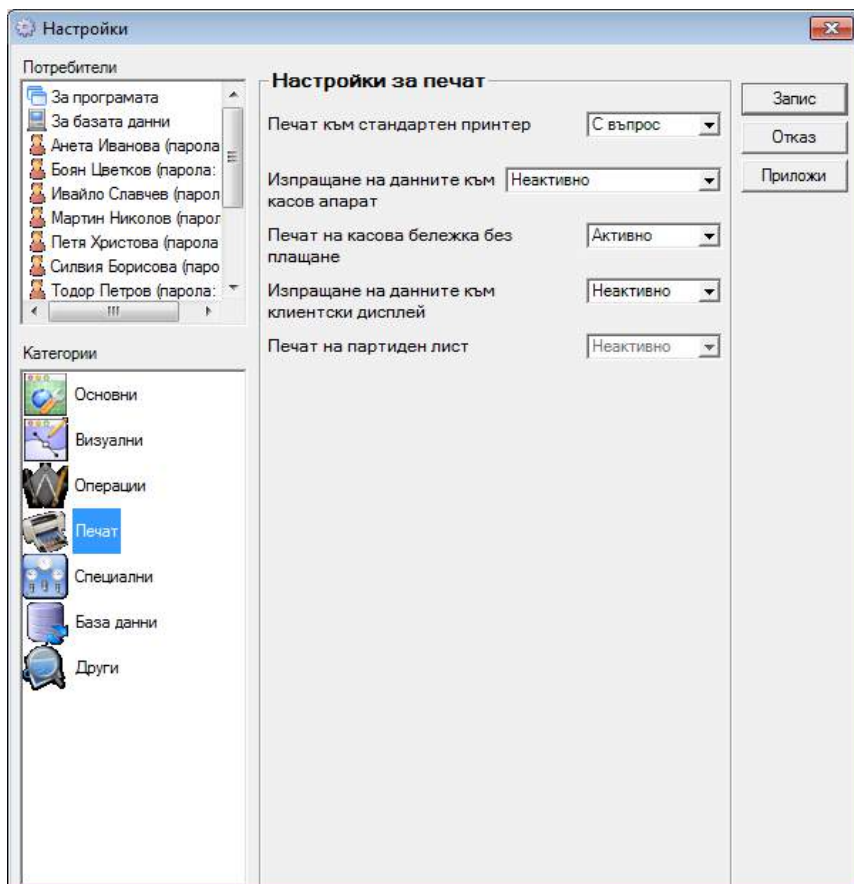 Настройки
Потребители
За програмата
За базата данни
Анета Иванова (парола
Боян Цветков (парола:
Ивайло Славчев (парол
Мартин Николов (парол
Петя Христова (парола
Силвия Борисова (паро
Тодор Петров (парола:
Категории
Основни
Визуални
Операции
Печат
Специални
База данни
Други
Настройки за печат
Печат към стандартен принтер
С въпрос
Изпращане на данните към
касов апарат
Неактивно
Печат на касова бележка без
плащане
Активно
Изпращане на данните към
клиентски дисплей
Неактивно
Печат на партиден лист
Неактивно
Запис
Отказ
Приложи